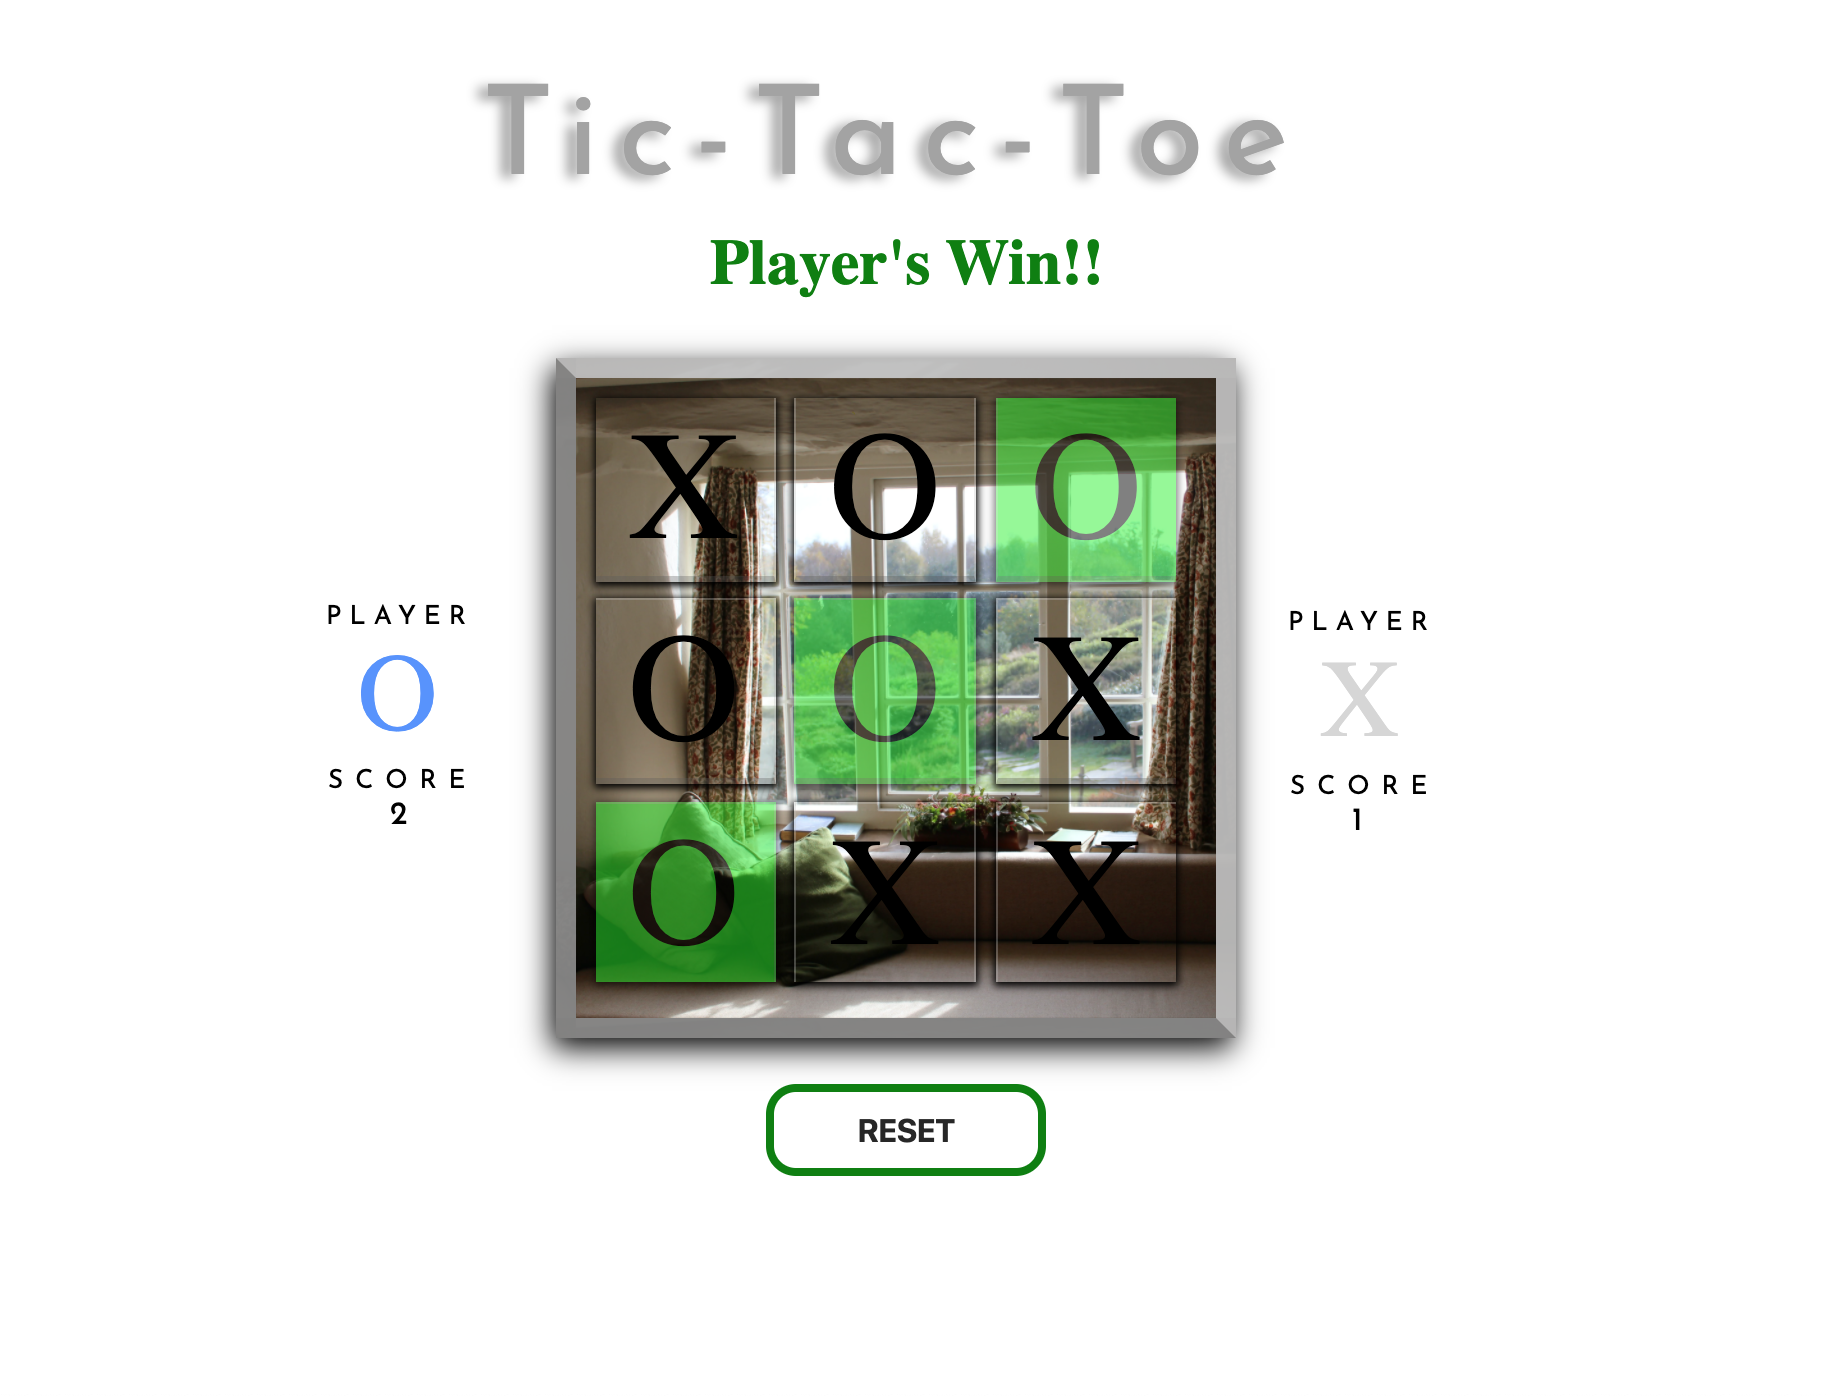 Tic-Tac-Toe
Player's Win!!
X O O
O O X
O X X
PLAYER
O
SCORE
2
PLAYER
X
SCORE
1
RESET